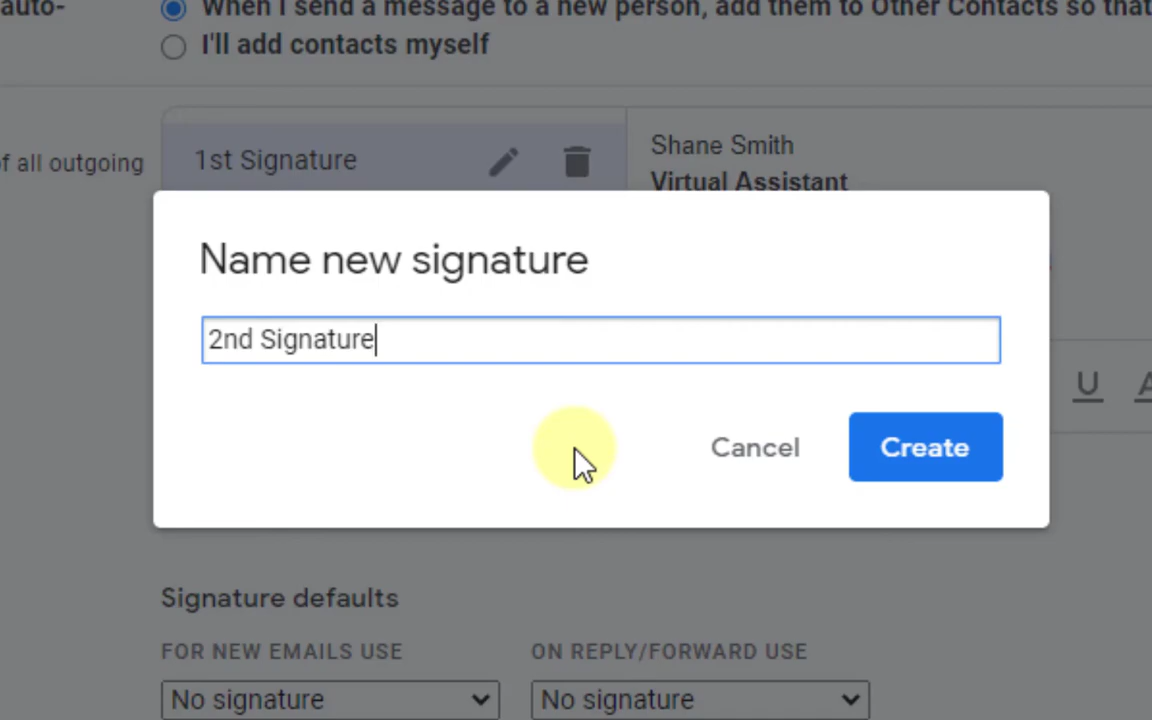 auto-
When I send a message to a new person, add them to Other Contacts so that
I'll add contacts myself
of all outgoing
1st Signature
Shane Smith
Virtual Assistant
Name new signature
2nd Signature
U
A
Cancel
Create
Signature defaults
FOR NEW EMAILS USE
ON REPLY/FORWARD USE
No signature
No signature